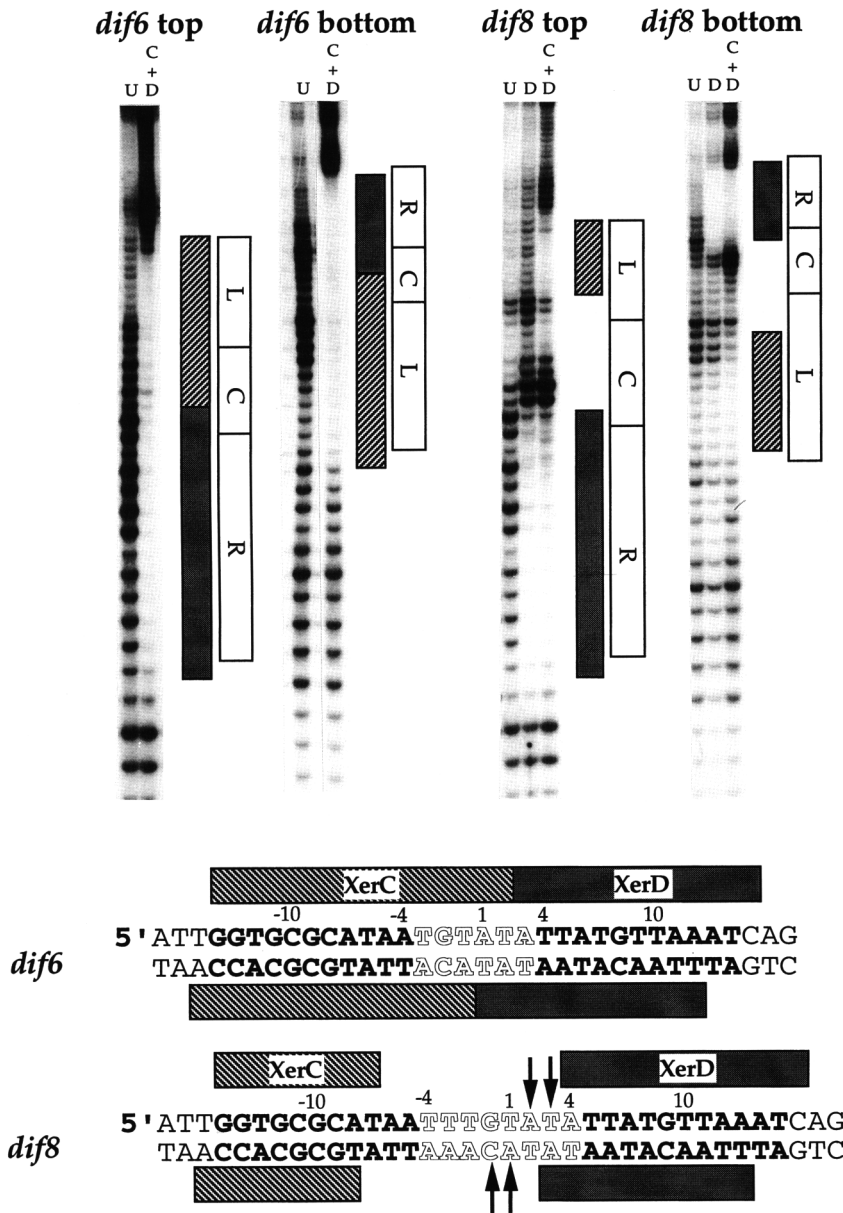 dif6 top dif6 bottom dif8 top dif8 bottom
C C C C
+ + + +
U D U D U D D U D D
L
C
R
R
C
L
L
C
R
R
C
L
XerC XerD
-10 -4 1 4 10
dif6 5'ATTGGTGCGCATAATGTATATTATGTTAAATCAG
TAACCACGCGTATTACATATAATACAATTTAGTC
XerC XerD
-10 -4 1 4 10
dif8 5'ATTGGTGCGCATAATTTGTATATTATGTTAAATCAG
TAACCACGCGTATTAAACATATAATACAATTTAGTC